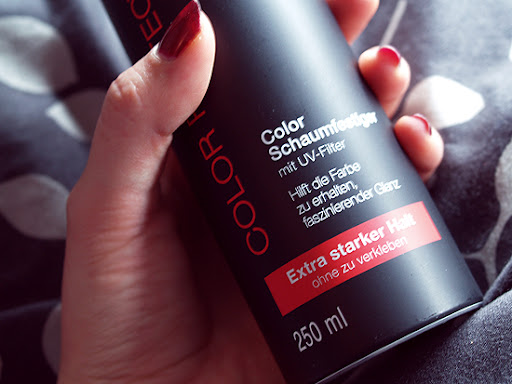 COLOR
Color
Schaumfestiger
mit UV-Filter
Hilft die Farbe
zu erhalten,
faszinierender Glanz
Extra starker Halt
ohne zu verkleben
250 ml